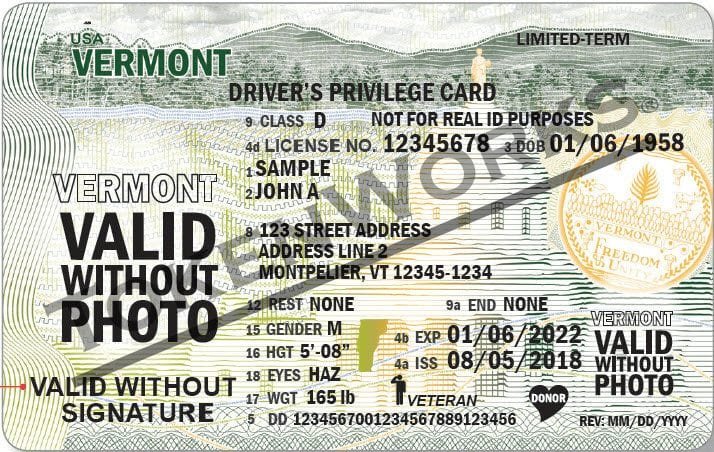 USA
VERMONT
LIMITED-TERM
DRIVER'S PRIVILEGE CARD
9 CLASS D NOT FOR REAL ID PURPOSES
4d LICENSE NO. 12345678 3 DOB 01/06/1958
1 SAMPLE
2 JOHN A
8 123 STREET ADDRESS
ADDRESS LINE 2
MONTPELIER, VT 12345-1234
12 REST NONE 9a END NONE
15 GENDER M 4b EXP 01/06/2022
16 HGT 5'-08" 4a ISS 08/05/2018
18 EYES HAZ
17 WGT 165 lb VETERAN DONOR
5 DD 12345670012345678891234​56 REV: MM/DD/YYYY
VERMONT
VALID
WITHOUT
PHOTO
VALID WITHOUT
SIGNATURE
VERMONT
FREEDOM
UNITY
VERMONT
VALID
WITHOUT
PHOTO
TOKENWORKS®